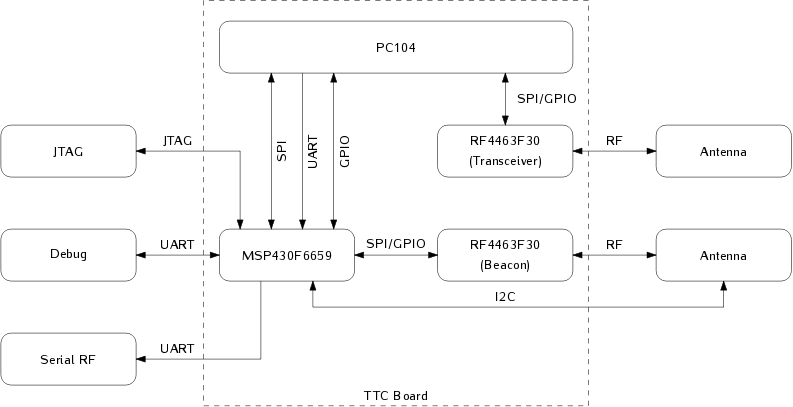 PC104
SPI/GPIO
JTAG
JTAG
SPI
UART
GPIO
RF4463F30
(Transceiver)
RF
Antenna
Debug
UART
MSP430F6659
SPI/GPIO
RF4463F30
(Beacon)
RF
Antenna
I2C
Serial RF
UART
TTC Board